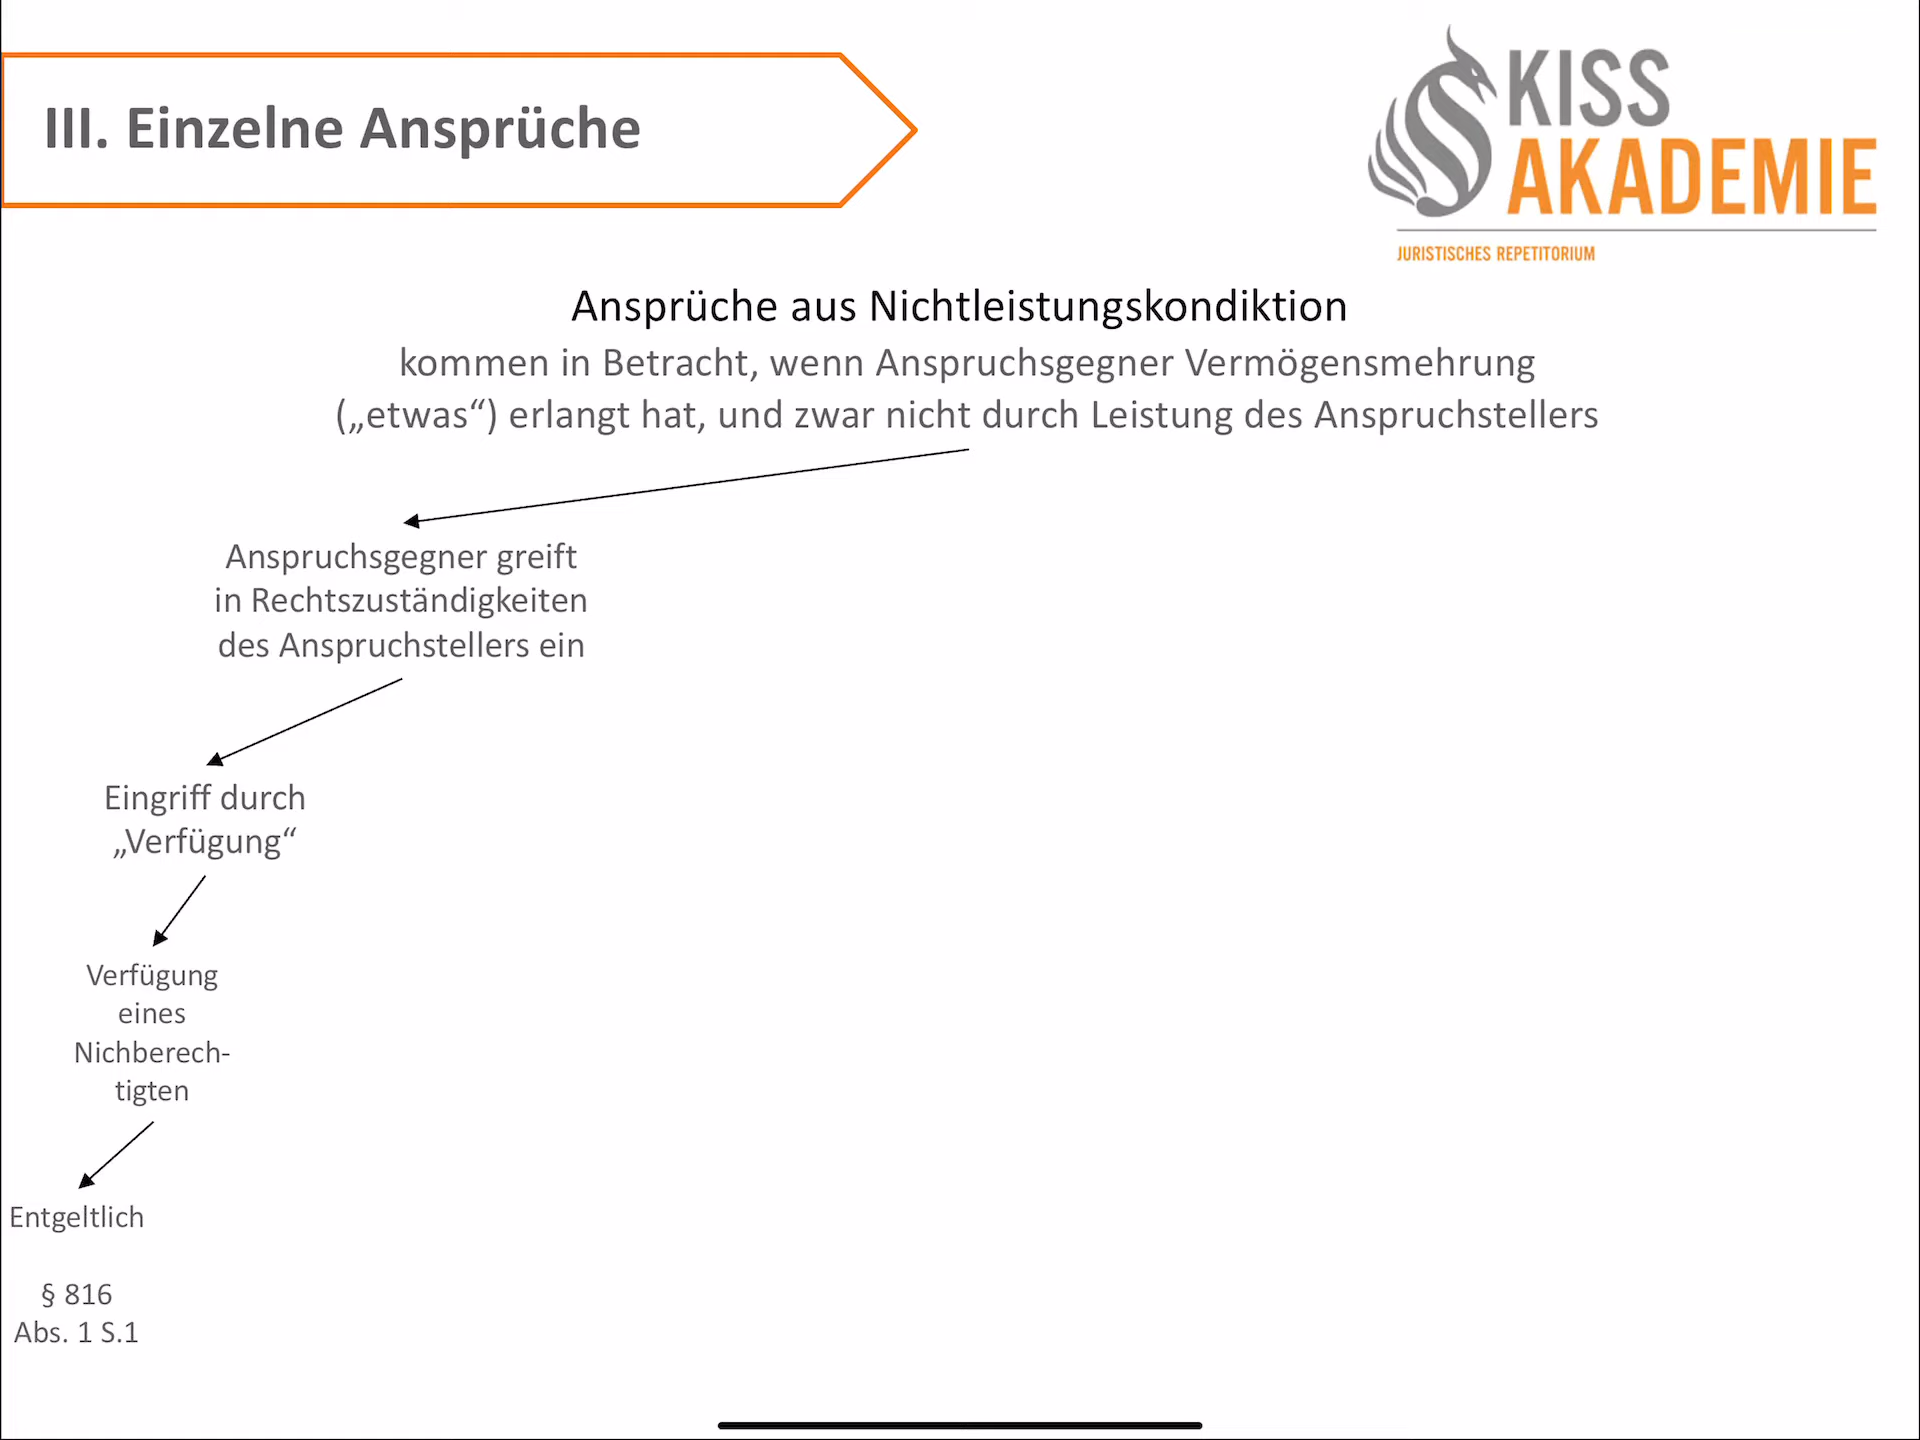 III. Einzelne Ansprüche
KISS
AKADEMIE
JURISTISCHES REPETITORIUM
Ansprüche aus Nichtleistungskondiktion
kommen in Betracht, wenn Anspruchsgegner Vermögensmehrung
(„etwas“) erlangt hat, und zwar nicht durch Leistung des Anspruchstellers
Anspruchsgegner greift
in Rechtszuständigkeiten
des Anspruchstellers ein
Eingriff durch
„Verfügung“
Verfügung
eines
Nichberech-
tigten
Entgeltlich
§ 816
Abs. 1 S.1